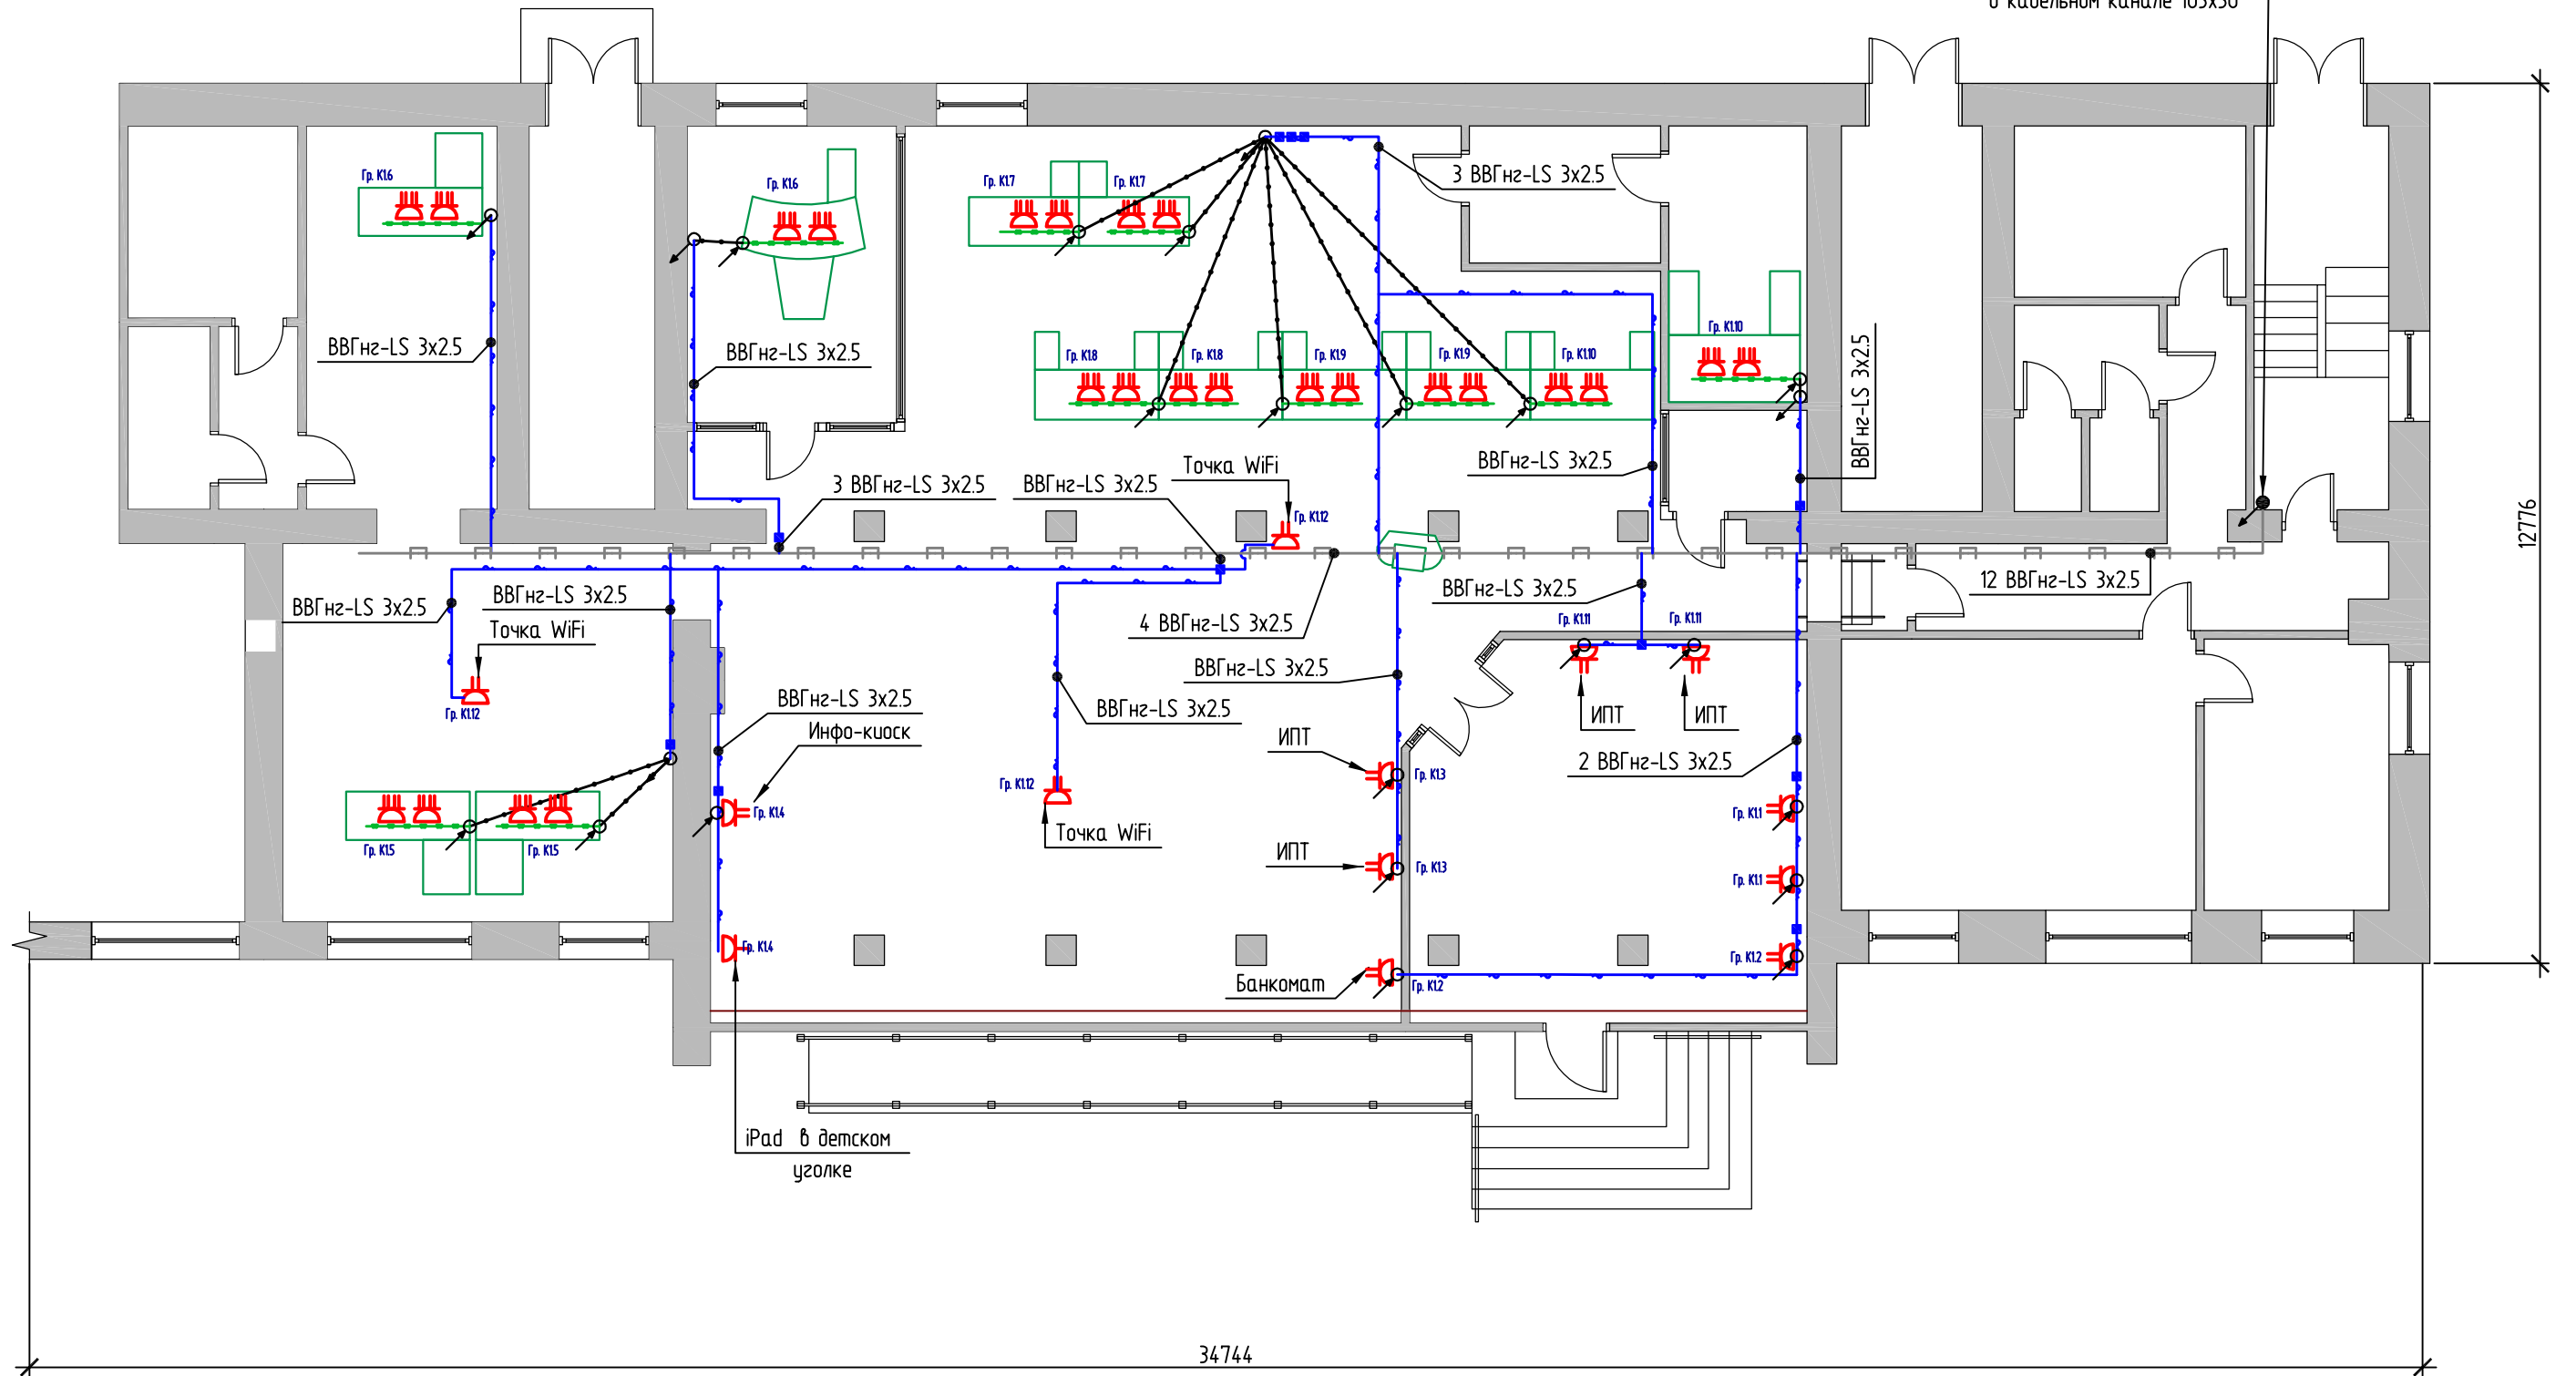 в кабельном канале 105х50
Гр. К1.6
Гр. К1.6
Гр. К1.7
Гр. К1.7
3 ВВГнг-LS 3х2.5
Гр. К1.10
ВВГнг-LS 3х2.5
ВВГнг-LS 3х2.5
Гр. К1.8
Гр. К1.8
Гр. К1.9
Гр. К1.9
Гр. К1.10
ВВГнг-LS 3х2.5
3 ВВГнг-LS 3х2.5
ВВГнг-LS 3х2.5
Точка WiFi
ВВГнг-LS 3х2.5
Гр. К1.12
12776
ВВГнг-LS 3х2.5
ВВГнг-LS 3х2.5
Точка WiFi
4 ВВГнг-LS 3х2.5
ВВГнг-LS 3х2.5
12 ВВГнг-LS 3х2.5
Гр. К1.11
Гр. К1.11
ВВГнг-LS 3х2.5
Гр. К1.12
ВВГнг-LS 3х2.5
Инфо-киоск
ВВГнг-LS 3х2.5
ИПТ
ИПТ
ИПТ
2 ВВГнг-LS 3х2.5
Гр. К1.3
Гр. К1.12
Гр. К1.4
Гр. К1.1
Точка WiFi
Гр. К1.5
Гр. К1.5
ИПТ
Гр. К1.3
Гр. К1.1
Гр. К1.4
Гр. К1.2
Банкомат
Гр. К1.2
iPad в детском
уголке
34744